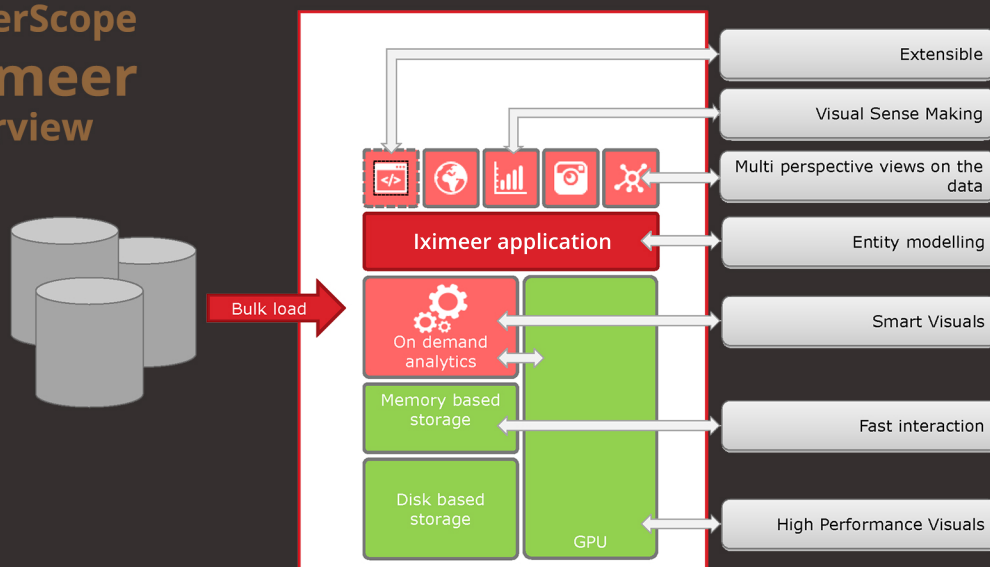 erScope
meer
rview
Extensible
Visual Sense Making
Multi perspective views on the
data
</>
Iximeer application
Entity modelling
Bulk load
On demand
analytics
Smart Visuals
Memory based
storage
Fast interaction
Disk based
storage
GPU
High Performance Visuals